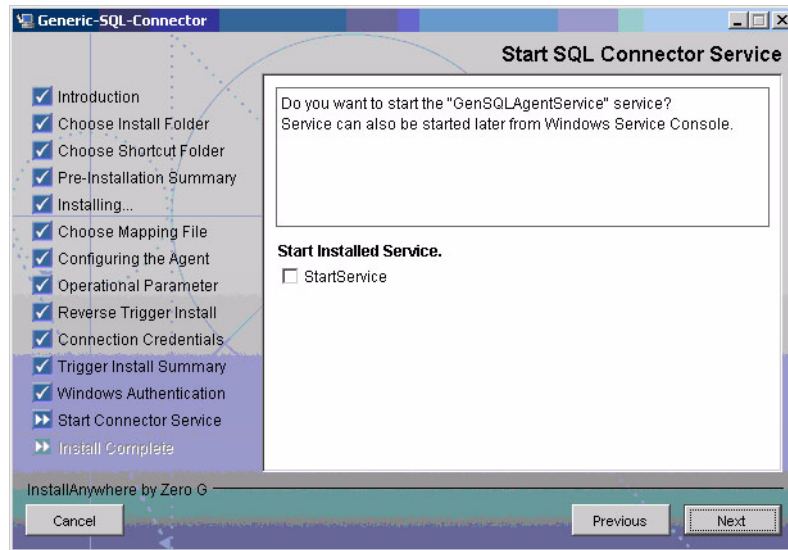 Generic-SQL-Connector
Start SQL Connector Service
Introduction
Choose Install Folder
Choose Shortcut Folder
Pre-Installation Summary
Installing...
Choose Mapping File
Configuring the Agent
Operational Parameter
Reverse Trigger Install
Connection Credentials
Trigger Install Summary
Windows Authentication
Start Connector Service
Install Complete
Do you want to start the "GenSQLAgentService" service?
Service can also be started later from Windows Service Console.
Start Installed Service.
StartService
InstallAnywhere by Zero G
Cancel
Previous
Next